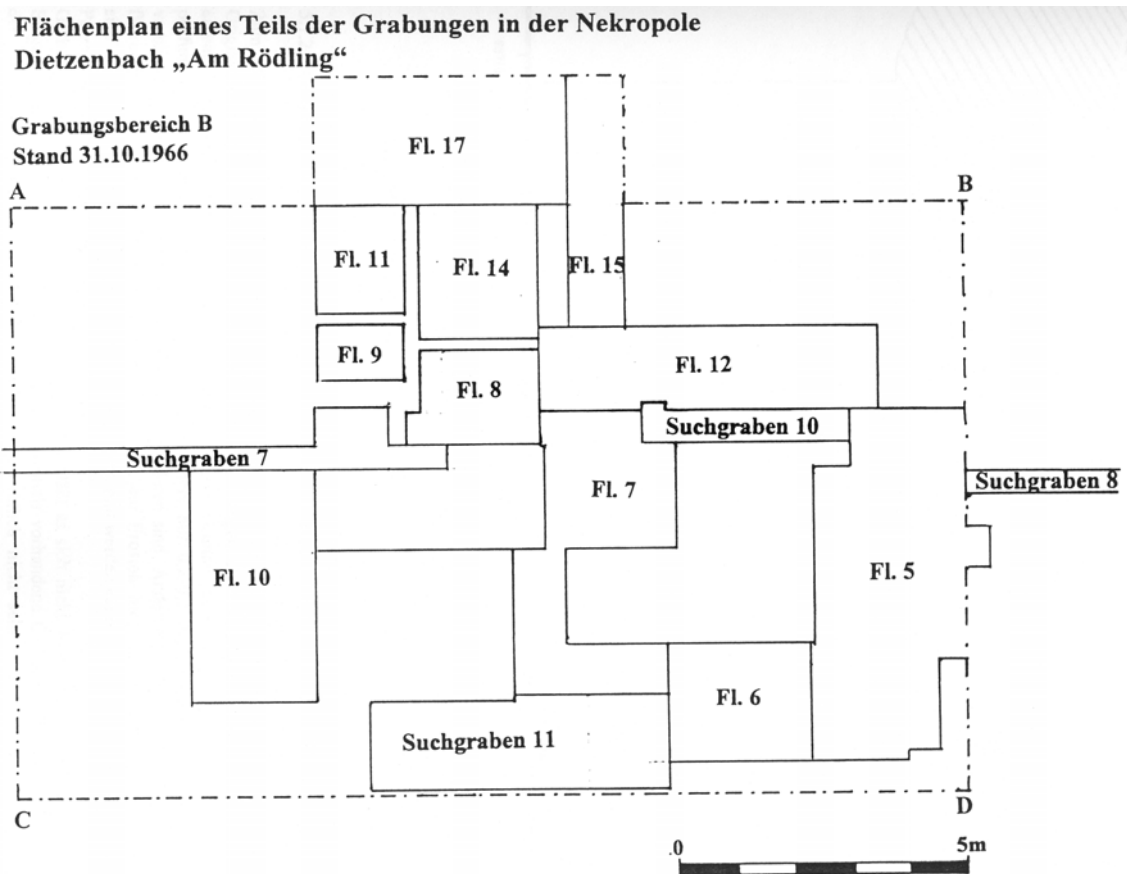 Flächenplan eines Teils der Grabungen in der Nekropole
Dietzenbach „Am Rödling“
Grabungsbereich B
Stand 31.10.1966
Fl. 17
A
B
Fl. 11
Fl. 14
Fl. 15
Fl. 9
Fl. 8
Fl. 12
Suchgraben 10
Suchgraben 7
Fl. 7
Suchgraben 8
Fl. 10
Fl. 5
Fl. 6
Suchgraben 11
C
D
.0
5m